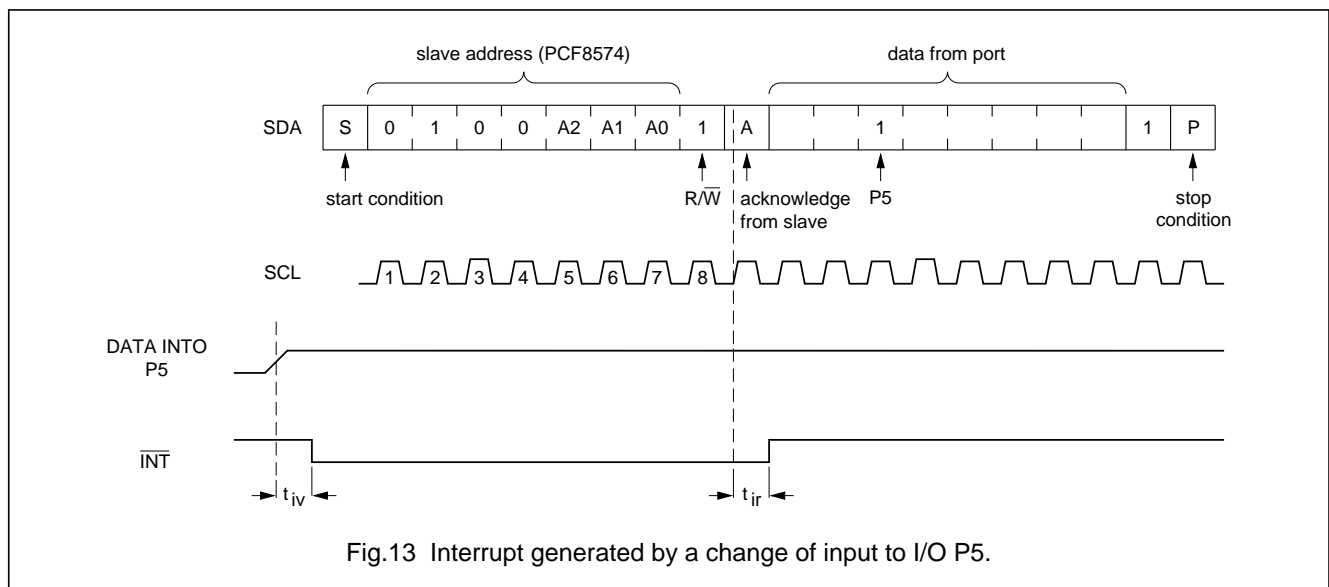 slave address (PCF8574) data from port
SDA S 0 1 0 0 A2 A1 A0 1 A 1 1 P
start condition R/W̅ acknowledge from slave P5 stop condition
SCL 1 2 3 4 5 6 7 8
DATA INTO P5
I̅N̅T̅
t iv t ir
Fig.13 Interrupt generated by a change of input to I/O P5.